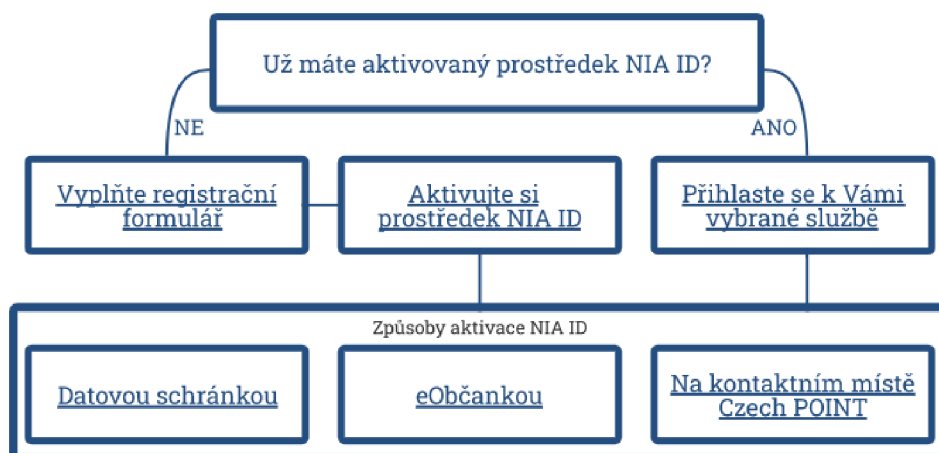 Už máte aktivovaný prostředek NIA ID?
NE
ANO
Vyplňte registrační
formulář
Aktivujte si
prostředek NIA ID
Přihlaste se k Vámi
vybrané službě
Způsoby aktivace NIA ID
Datovou schránkou
eObčankou
Na kontaktním místě
Czech POINT